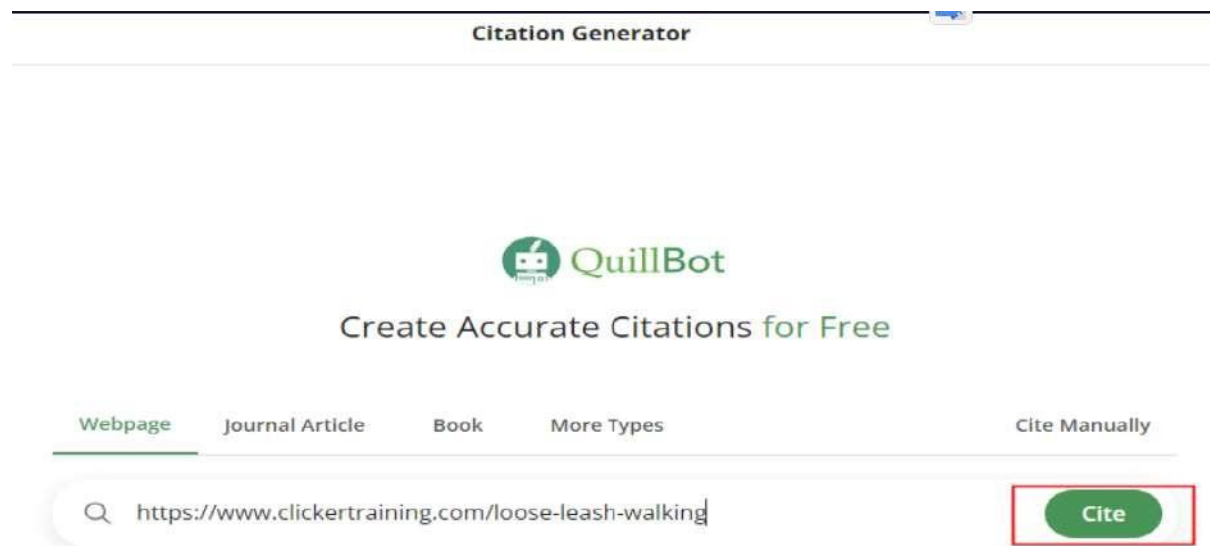 Citation Generator
QuillBot
Create Accurate Citations for Free
Webpage Journal Article Book More Types Cite Manually
https://www.clickertraining.com/loose-leash-walking Cite